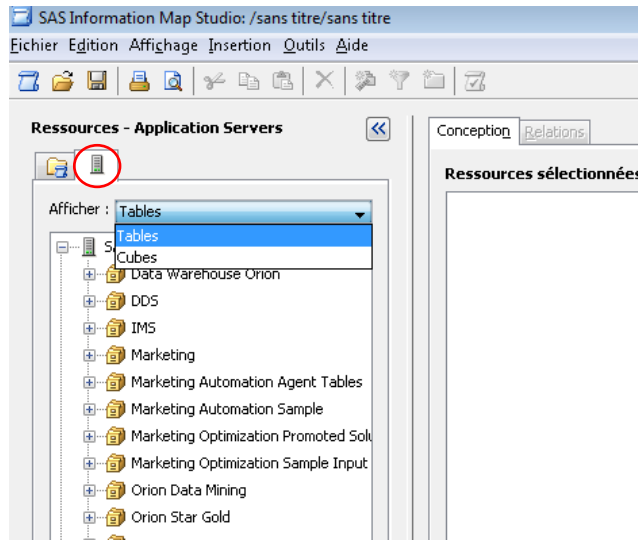 SAS Information Map Studio: /sans titre/sans titre
Eichier Edition Affichage Insertion Outils Aide
Ressources - Application Servers
Conception Relations
Ressources sélectionnées
Afficher : Tables
Tables
Cubes
Data Warehouse Orion
DDS
IMS
Marketing
Marketing Automation Agent Tables
Marketing Automation Sample
Marketing Optimization Promoted Solu
Marketing Optimization Sample Input
Orion Data Mining
Orion Star Gold